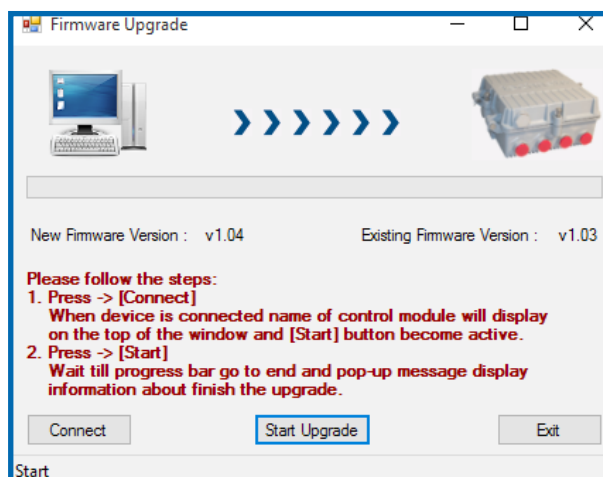 Firmware Upgrade
New Firmware Version : v1.04 Existing Firmware Version : v1.03
Please follow the steps:
1. Press -> [Connect]
When device is connected name of control module will display
on the top of the window and [Start] button become active.
2. Press -> [Start]
Wait till progress bar go to end and pop-up message display
information about finish the upgrade.
Connect Start Upgrade Exit
Start